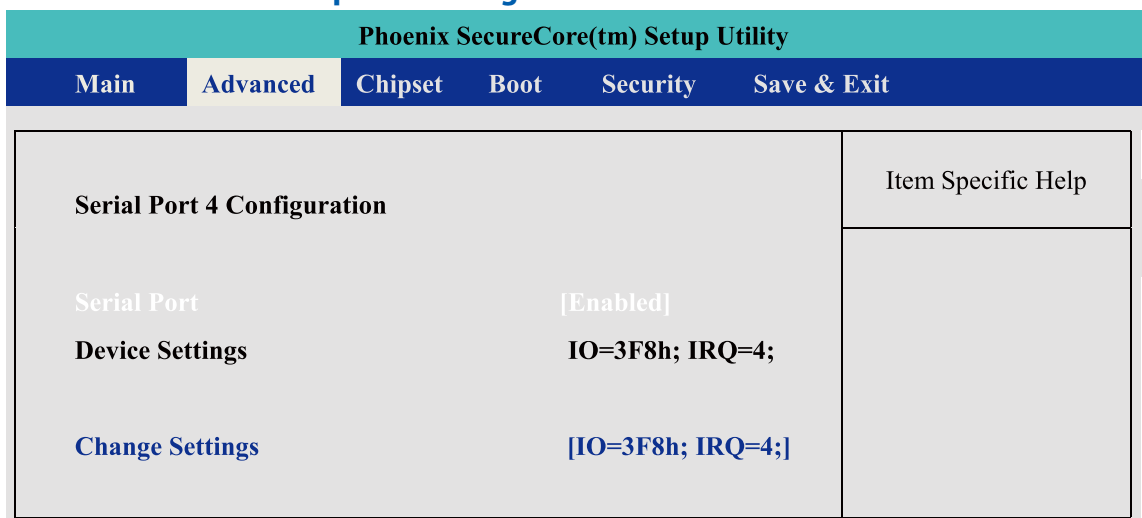 Phoenix SecureCore(tm) Setup Utility
Main Advanced Chipset Boot Security Save & Exit
Item Specific Help
Serial Port 4 Configuration
Serial Port [Enabled]
Device Settings IO=3F8h; IRQ=4;
Change Settings [IO=3F8h; IRQ=4;]